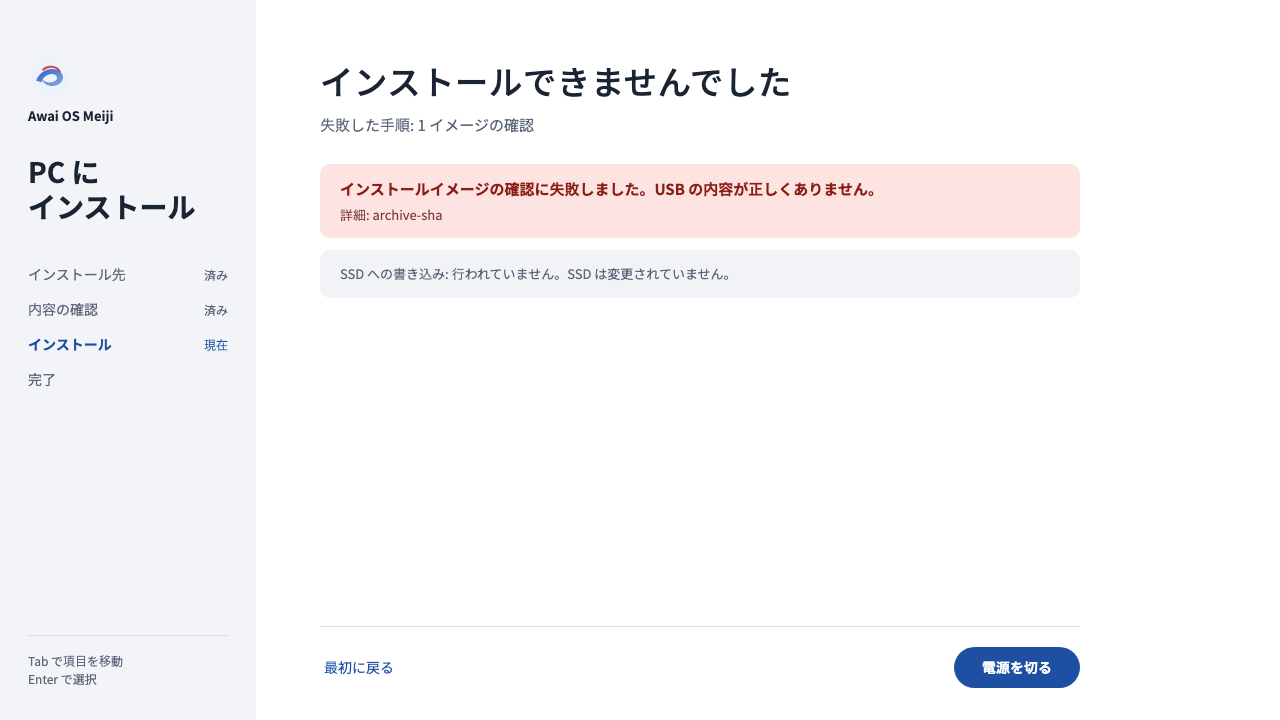 Awai OS Meiji
PC に
インストール
インストール先 済み
内容の確認 済み
インストール 現在
完了
Tab で項目を移動
Enter で選択
インストールできませんでした
失敗した手順: 1 イメージの確認
インストールイメージの確認に失敗しました。USB の内容が正しくありません。
詳細: archive-sha
SSD への書き込み: 行われていません。SSD は変更されていません。
最初に戻る
電源を切る